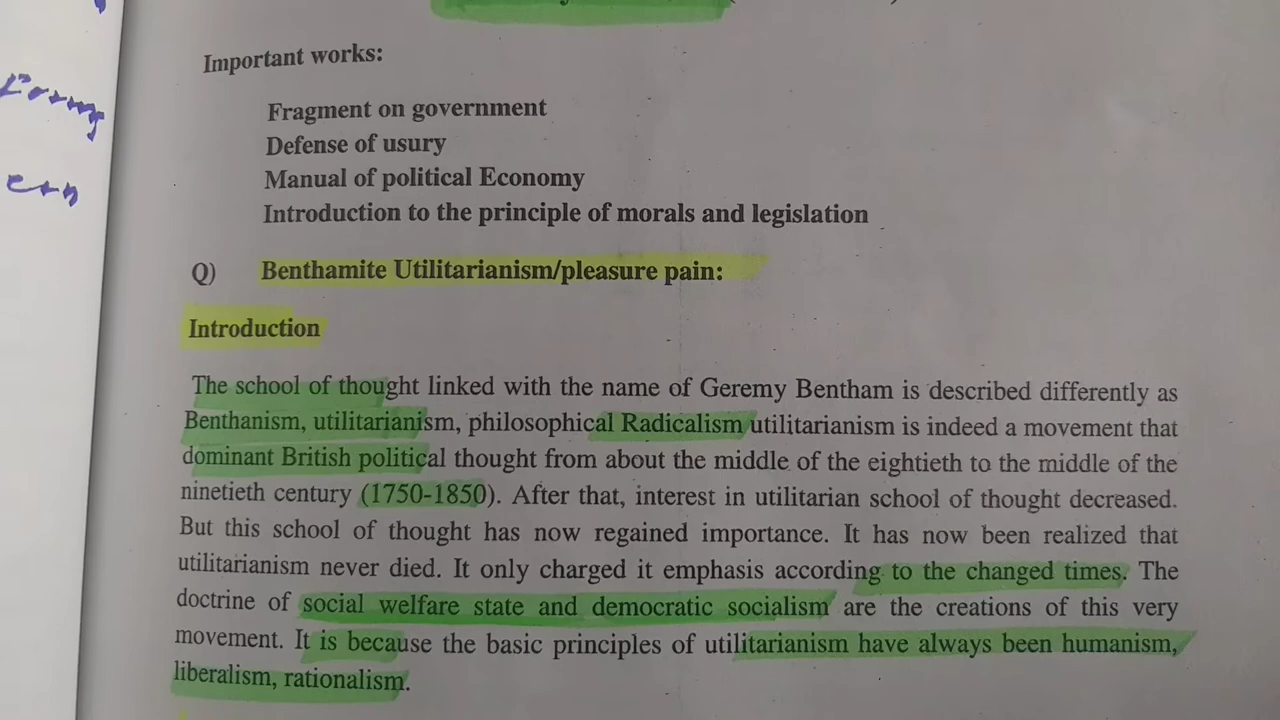 Important works:
Fragment on government
Defense of usury
Manual of political Economy
Introduction to the principle of morals and legislation
Q) Benthamite Utilitarianism/pleasure pain:
Introduction
The school of thought linked with the name of Geremy Bentham is described differently as
Benthanism, utilitarianism, philosophical Radicalism utilitarianism is indeed a movement that
dominant British political thought from about the middle of the eightieth to the middle of the
ninetieth century (1750-1850). After that, interest in utilitarian school of thought decreased.
But this school of thought has now regained importance. It has now been realized that
utilitarianism never died. It only charged it emphasis according to the changed times. The
doctrine of social welfare state and democratic socialism are the creations of this very
movement. It is because the basic principles of utilitarianism have always been humanism,
liberalism, rationalism.